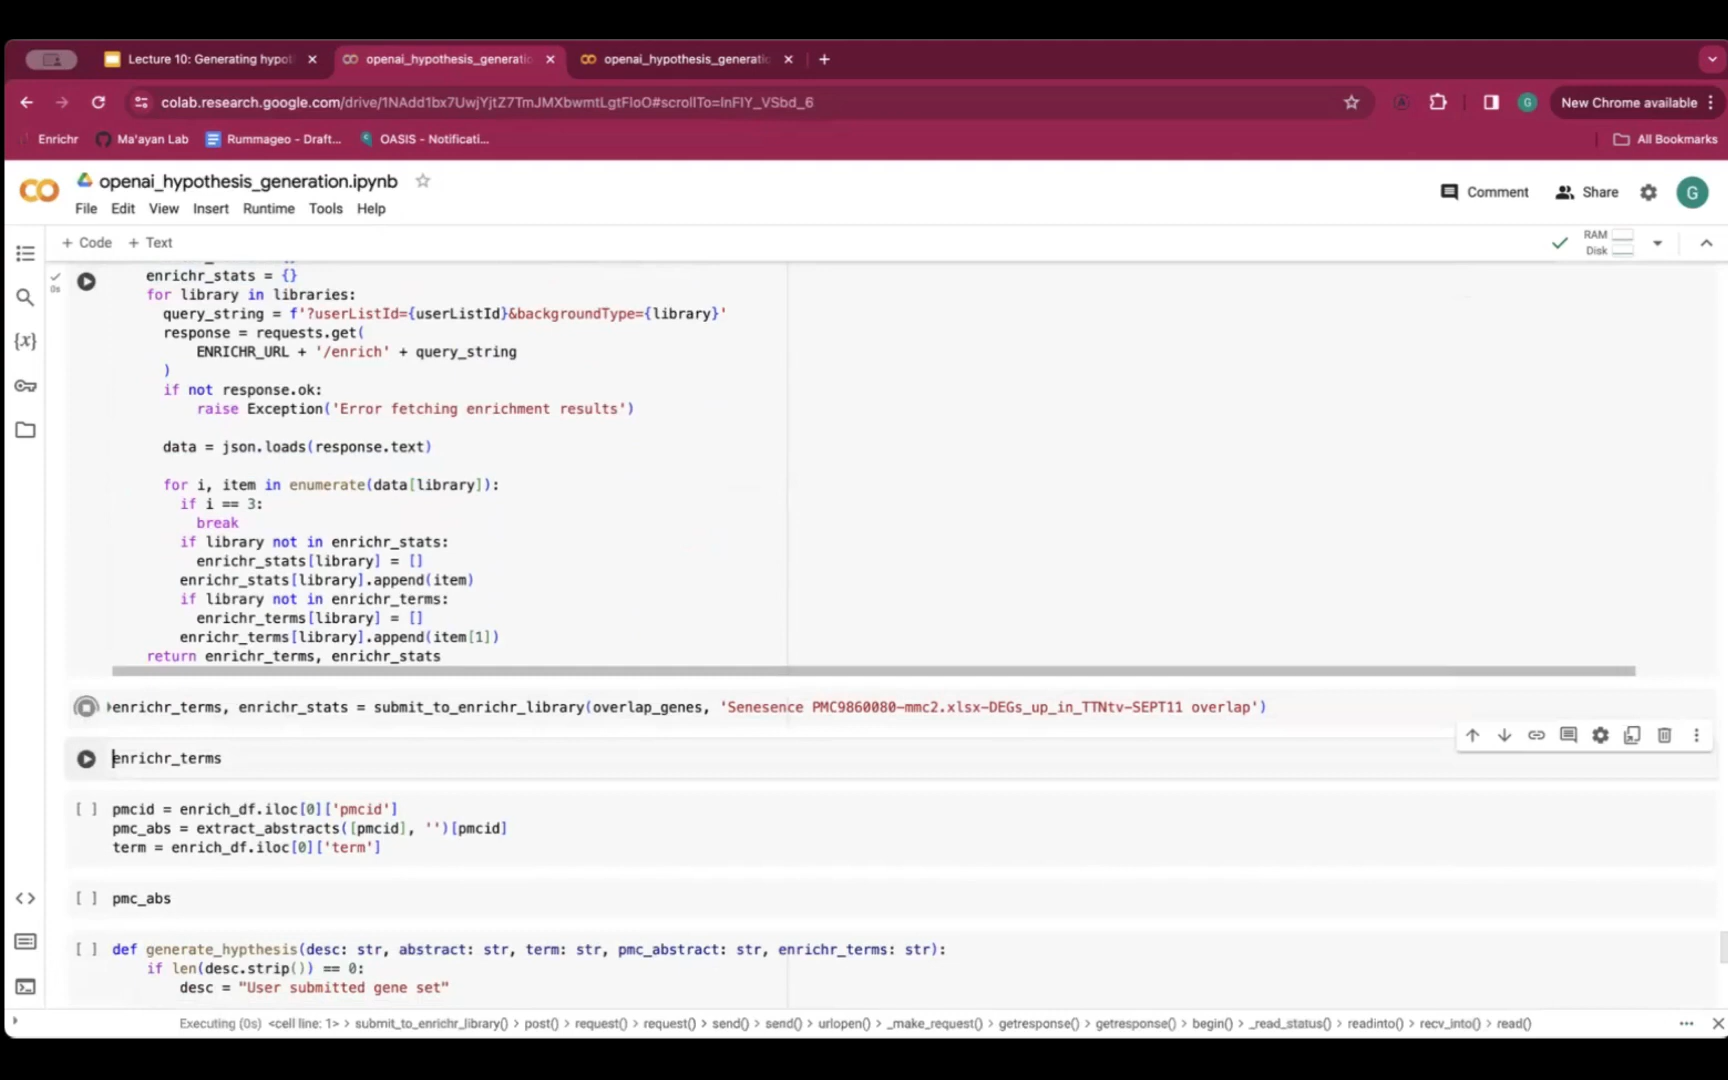 Lecture 10: Generating hypot
openai_hypothesis_generati
openai_hypothesis_generati
colab.research.google.com/drive/1NAdd1bx7UwjYjtZ7TmJMXbwmtLgtFIoO#scrollTo=InFIY_VSbd_6
G
New Chrome available
Enrichr
Ma'ayan Lab
Rummageo - Draft...
OASIS - Notificati...
All Bookmarks
openai_hypothesis_generation.ipynb
File Edit View Insert Runtime Tools Help
Comment
Share
G
+ Code + Text
RAM
Disk
0s
enrichr_stats = {}
for library in libraries:
query_string = f'?userListId={userListId}&backgroundType={library}'
response = requests.get(
ENRICHR_URL + '/enrich' + query_string
)
if not response.ok:
raise Exception('Error fetching enrichment results')
data = json.loads(response.text)
for i, item in enumerate(data[library]):
if i == 3:
break
if library not in enrichr_stats:
enrichr_stats[library] = []
enrichr_stats[library].append(item)
if library not in enrichr_terms:
enrichr_terms[library] = []
enrichr_terms[library].append(item[1])
return enrichr_terms, enrichr_stats
enrichr_terms, enrichr_stats = submit_to_enrichr_library(overlap_genes, 'Senesence PMC9860080-mmc2.xlsx-DEGs_up_in_TTNtv-SEPT11 overlap')
enrichr_terms
[ ] pmcid = enrich_df.iloc[0]['pmcid']
pmc_abs = extract_abstracts([pmcid], '')[pmcid]
term = enrich_df.iloc[0]['term']
[ ] pmc_abs
[ ] def generate_hypthesis(desc: str, abstract: str, term: str, pmc_abstract: str, enrichr_terms: str):
if len(desc.strip()) == 0:
desc = "User submitted gene set"
Executing (0s) <cell line: 1> > submit_to_enrichr_library() > post() > request() > request() > send() > send() > urlopen() > _make_request() > getresponse() > getresponse() > begin() > _read_status() > readinto() > recv_into() > read()